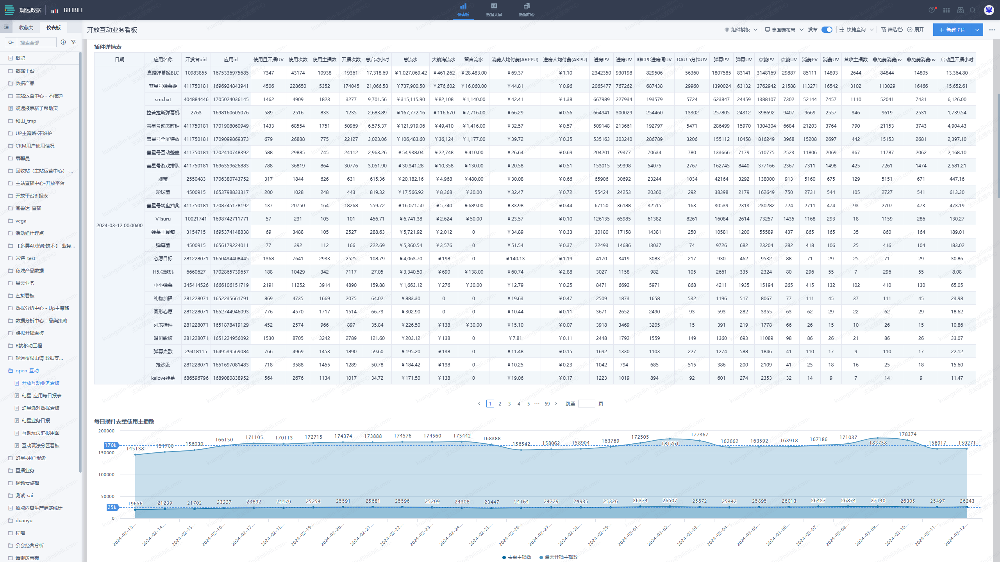 观远数据 BILIBILI 仪表板 数据大屏 数据中心
收藏夹 仪表板
搜索全部
概览
数据平台
数据产品
主站运营中心 - 不维护
观远报表新手帮助页
和山_tmp
UP主策略-不维护
CRM用户使用情况
袁馨晨
回收站（主站运营中心）-...
主站直播中心-开放平台
开放平台BI报表
泡鲁达_直播
vega
活动组件埋点
【多屏AI/策略技术】-业务...
米特_test
私域产品数据
星云业务
虚拟看板
数据分析中心 - Up主策略
数据分析中心 - 品类策略
虚拟开播看板
B端移动工程
观远权限申请 数据支...
open-互动
开放互动业务看板
幻星-应用每日报表
幻星派对数据看板
幻星业务日报
互动玩法汇报用图
互动玩法分区看板
幻星-用户形象
直播业务
视频云点播
测试-sai
热点内容生产消费统计
duaoyu
柠喵
公会经营分析
语聊房看板
开放互动业务看板 组件模板 桌面端布局 发布 快捷查询 筛选栏: 展开 + 新建卡片
插件详情表
日期 应用名称 开发者uid 应用id 使用且开播UV 使用次数 使用主播数 开播次数 总启动小时 总流水 大航海流水 留言流水 消费人均付费(ARPPU) 进房人均付费(ARPU) 进房PV 进房UV 非CPC进房间UV DAU 5分钟UV 弹幕PV 弹幕UV 点赞PV 点赞UV 消费PV 消费UV 营收主播数 非免费消费pv 非免费消费uv 启动且开播小时
2024-03-12 00:00:00
直播弹幕姬BLC 10983855 1675336975685 7347 43174 10938 19361 17,318.69 ¥1,027,069.42 ¥461,262 ¥28,483.00 ¥69.37 ¥1.10 2342350 930198 829506 56360 1807585 83141 3148169 29887 85111 14893 2644 84844 14805 13,364.80
彗星号弹幕姬 411750181 1696924843941 4506 228650 5352 174045 21,066.58 ¥737,900.50 ¥276,602 ¥16,060.00 ¥44.81 ¥0.96 2065477 767262 687438 29960 1390024 63132 3762942 21588 113271 16542 3102 113029 16466 15,652.61
smchat 404884446 1705024036145 1462 4909 1823 3277 9,701.56 ¥315,115.90 ¥82,108 ¥1,140.00 ¥42.41 ¥1.38 667989 227934 193579 5724 623847 24459 1388107 7302 52144 7457 1110 52041 7431 6,126.00
拉普拉斯弹幕机 2763 1698160605076 589 2516 833 1235 2,683.89 ¥167,772.16 ¥116,670 ¥7,716.00 ¥66.29 ¥0.56 664941 300029 254460 13302 257805 24312 398692 9407 9669 2557 346 9619 2531 1,739.54
彗星号动态时钟 411750181 1701908060949 1433 68554 1751 50969 6,575.37 ¥121,919.06 ¥49,410 ¥1,416.00 ¥32.57 ¥0.57 509148 213661 192797 5471 286499 15970 1304304 6684 21203 3764 790 21153 3743 4,904.43
彗星号全屏特效 411750181 1709099869373 679 26888 775 22127 3,023.06 ¥106,483.60 ¥36,124 ¥1,177.00 ¥39.72 ¥0.35 535163 303240 286789 3206 155112 10458 816249 3968 15208 2697 442 15153 2681 2,397.10
彗星号互动整蛊 411750181 1702410748392 588 29885 745 24112 2,963.26 ¥54,938.04 ¥22,748 ¥410.00 ¥26.64 ¥0.69 204201 79377 70634 780 133666 7179 510775 2523 11806 2069 367 11787 2062 2,168.10
彗星号游戏排队 411750181 1696359626883 788 36819 864 30776 3,051.90 ¥30,341.28 ¥10,358 ¥130.00 ¥20.58 ¥0.51 153015 59398 54075 2767 162745 8440 377166 2367 7311 1498 425 7261 1474 2,581.21
虚宝 2550483 1706380743752 317 1844 626 631 615.36 ¥20,182.16 ¥4,968 ¥480.00 ¥30.08 ¥0.66 65906 30692 23244 1034 42164 3292 138000 913 5160 675 129 5151 671 447.16
粉球菌 4500915 1653798833317 200 1028 248 443 819.32 ¥17,566.92 ¥8,368 ¥30.00 ¥32.47 ¥0.72 55424 24253 20360 292 38398 2179 162649 750 2731 544 105 2727 541 613.30
彗星号转盘抽奖 411750181 1708745178192 137 20750 164 18268 559.72 ¥16,071.50 ¥5,740 ¥689.00 ¥33.98 ¥0.44 67150 36188 32515 163 30539 2313 230282 724 2711 474 93 2707 473 473.19
VTsuru 10021741 1698742711771 57 231 105 101 456.71 ¥6,741.38 ¥2,624 ¥50.00 ¥23.57 ¥0.10 126135 65985 61382 8261 16084 2614 73257 1435 1168 293 18 1159 286 130.27
弹幕工具箱 3154715 1695374148838 69 3488 105 2527 288.63 ¥5,721.92 ¥2,012 0 ¥34.89 ¥0.33 30180 17158 14381 250 10581 1200 55589 437 865 165 35 860 164 189.01
弹幕菌 4500915 1656179224011 77 392 112 166 222.69 ¥5,360.54 ¥3,576 0 ¥51.54 ¥0.37 22493 14686 13037 74 9726 682 23204 282 418 106 25 416 104 183.02
心愿目标 281228071 1650434408445 1368 7641 2933 2525 108.79 ¥4,063.70 ¥198 0 ¥140.13 ¥1.19 4170 3419 3083 217 930 462 9532 88 71 29 25 71 29 30.86
H5点歌机 6660627 1702865739657 188 10429 342 7117 27.05 ¥3,340.50 ¥690 ¥138.00 ¥60.74 ¥2.88 3027 1158 982 105 2661 335 2324 80 296 55 7 296 55 8.08
小小弹幕 345414526 1666106151719 2191 11252 3914 4890 159.88 ¥1,663.12 ¥276 ¥30.00 ¥12.79 ¥0.25 8471 6692 5971 868 4211 1935 15194 265 415 132 102 410 130 65.05
礼物加播 281228071 1652235661791 869 4735 1669 2075 64.02 ¥883.30 0 0 ¥19.63 ¥0.47 2509 1873 1658 532 1196 517 8067 77 111 45 37 111 45 23.98
圆形心愿 281228071 1652744946093 776 4570 1717 1514 66.73 ¥302.90 0 0 ¥10.44 ¥0.11 3671 2652 2490 93 593 282 3355 63 62 29 22 62 29 18.62
列表挂件 281228071 1651878419129 452 2574 966 897 35.84 ¥226.50 ¥138 ¥30.00 ¥15.10 ¥0.07 3918 3469 3205 15 391 219 1778 66 26 15 10 26 15 10.86
唱见歌板 281228071 1651224956092 1530 8705 3242 2789 121.60 ¥203.12 ¥138 0 ¥7.81 ¥0.11 2448 1792 1559 149 1360 693 11089 98 86 26 21 86 26 33.07
弹幕点歌 29418115 1649539569084 766 4969 1453 1890 59.60 ¥195.20 ¥138 0 ¥11.48 ¥0.15 1692 1330 1103 227 1274 588 1846 41 110 17 9 110 17 22.12
抢沙发 281228071 1651697081483 718 3588 1455 1289 50.78 ¥184.42 ¥138 0 ¥10.25 ¥0.23 1042 794 685 515 386 200 2109 41 25 18 16 25 18 15.60
kelove弹幕 686596796 1689080838952 564 2676 1134 1017 34.72 ¥171.50 ¥138 0 ¥19.06 ¥0.17 1223 1019 894 92 601 274 2353 32 14 9 7 14 9 11.47
< 1 2 3 4 5 ··· 59 > 跳至 页
每日插件去重使用主播数
200000
170k
150000
100000
50000
25k
0
145138 151700 156030 166150 171105 170113 172715 174374 173888 174576 174560 175442 168388 156542 158062 158904 163789 172505 181761 177367 162662 163592 163918 167186 171037 183758 178374 158917 159271
19656 21239 21702 23227 23892 24479 25254 25591 25681 25596 25209 24308 23447 24164 24729 24935 25326 26374 26507 25872 25442 25895 26013 26427 26874 27140 26305 25497 26243
2024-02-13... 2024-02-14... 2024-02-15... 2024-02-16... 2024-02-17... 2024-02-18... 2024-02-19... 2024-02-20... 2024-02-21... 2024-02-22... 2024-02-23... 2024-02-24... 2024-02-25... 2024-02-26... 2024-02-27... 2024-02-28... 2024-02-29... 2024-03-01... 2024-03-02... 2024-03-03... 2024-03-04... 2024-03-05... 2024-03-06... 2024-03-07... 2024-03-08... 2024-03-09... 2024-03-10... 2024-03-11... 2024-03-12...
去重主播数 当天开播主播数